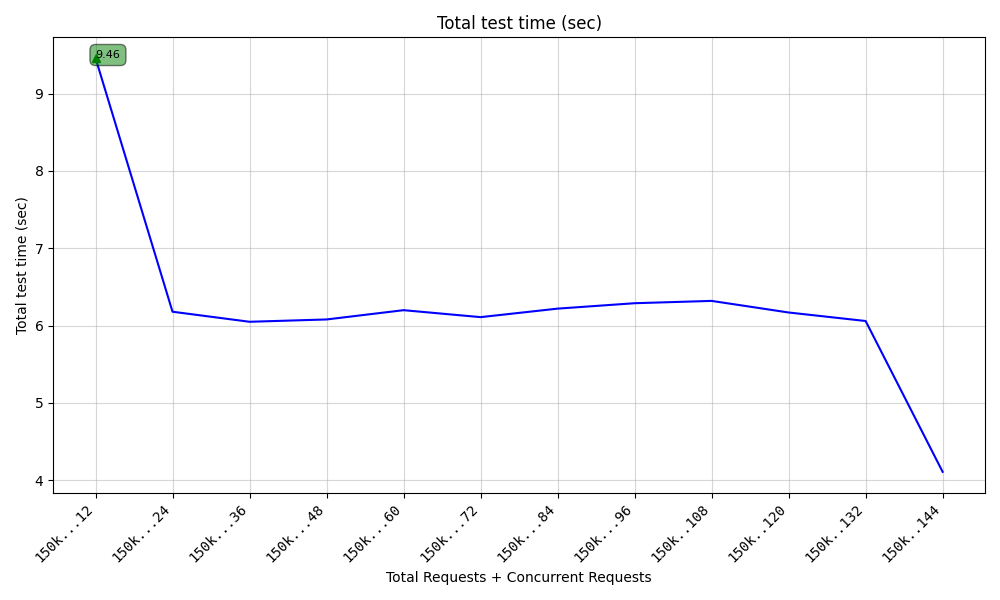 Total test time (sec)
9.46
Total test time (sec)
9
8
7
6
5
4
150k...12
150k...24
150k...36
150k...48
150k...60
150k...72
150k...84
150k...96
150k..108
150k..120
150k..132
150k..144
Total Requests + Concurrent Requests